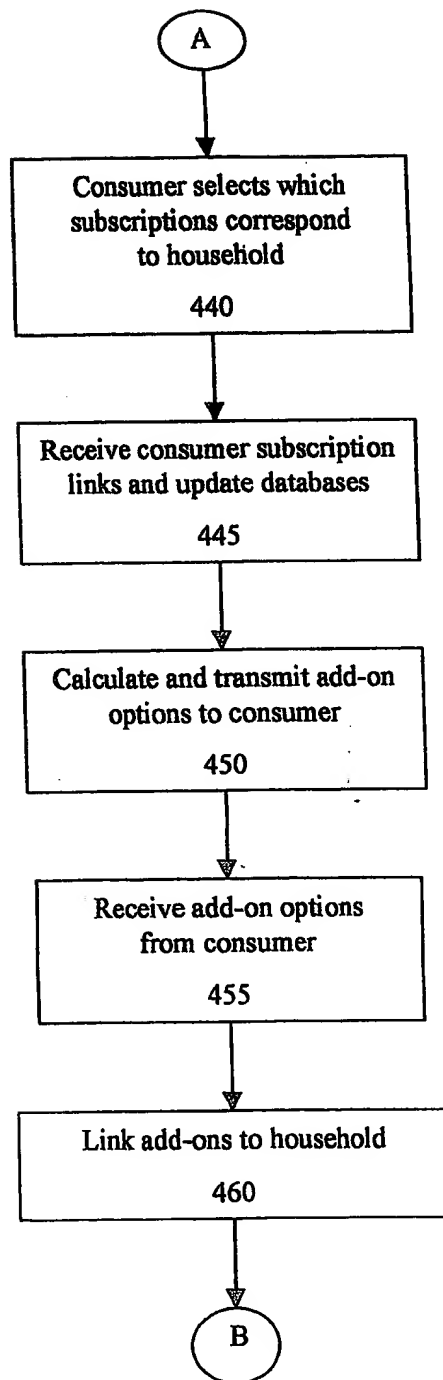 A
Consumer selects which
subscriptions correspond
to household
440
Receive consumer subscription
links and update databases
445
Calculate and transmit add-on
options to consumer
450
Receive add-on options
from consumer
455
Link add-ons to household
460
B